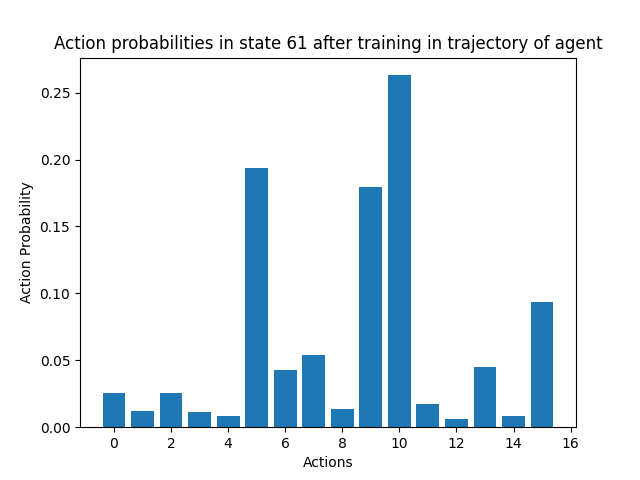 Action probabilities in state 61 after training in trajectory of agent
0.25
0.20
0.15
0.10
0.05
0.00
Action Probability
0 2 4 6 8 10 12 14 16
Actions